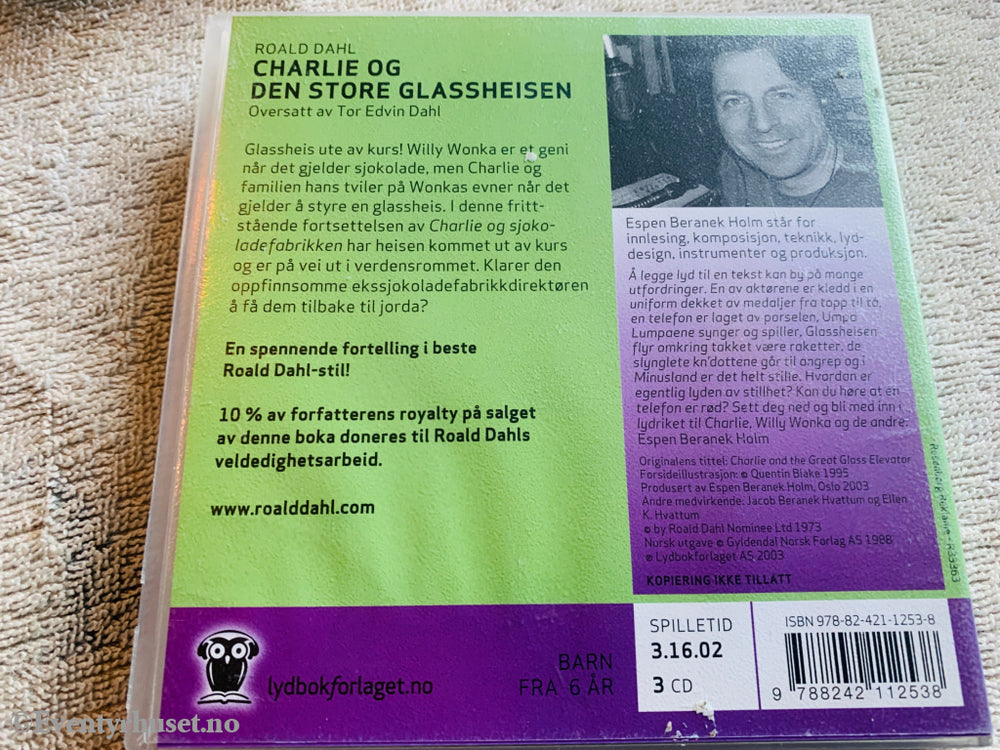 ROALD DAHL
CHARLIE OG
DEN STORE GLASSHEISEN
Oversatt av Tor Edvin Dahl
Glassheis ute av kurs! Willy Wonka er et geni
når det gjelder sjokolade, men Charlie og
familien hans tviler på Wonkas evner når det
gjelder å styre en glassheis. I denne fritt-
stående fortsettelsen av Charlie og sjoko-
ladefabrikken har heisen kommet ut av kurs
og er på vei ut i verdensrommet. Klarer den
oppfinnsomme ekssjokoladefabrikkdirektøren
å få dem tilbake til jorda?
En spennende fortelling i beste
Roald Dahl-stil!
10 % av forfatterens royalty på salget
av denne boka doneres til Roald Dahls
veldedighetsarbeid.
www.roalddahl.com
Espen Beranek Holm står for
innlesing, komposisjon, teknikk, lyd-
design, instrumenter og produksjon.
Å legge lyd til en tekst kan by på mange
utfordringer. En av aktørene er kledd i en
uniform dekket av medaljer fra topp til tå,
en telefon er laget av porselen, Umpa
Lumpaene synger og spiller, Glassheisen
flyr omkring takket være raketter, de
slynglete kn'dottene går til angrep og i
Minusland er det helt stille. Hvordan er
egentlig lyden av stillhet? Kan du høre at en
telefon er rød? Sett deg ned og bli med inn i
lydriket til Charlie, Willy Wonka og de andre.
Espen Beranek Holm
Originalens tittel: Charlie and the Great Glass Elevator
Forsideillustrasjon: © Quentin Blake 1995
Produsert av Espen Beranek Holm, Oslo 2003
Andre medvirkende: Jacob Beranek Hvattum og Ellen
K. Hvattum
© by Roald Dahl Nominee Ltd 1973
Norsk utgave © Gyldendal Norsk Forlag AS 1988
℗ Lydbokforlaget AS 2003
KOPIERING IKKE TILLATT
R33363
lydbokforlaget.no
BARN
FRA 6 ÅR
SPILLETID
3.16.02
3 CD
ISBN 978-82-421-1253-8
9 788242 112538
© Eventyrhuset.no